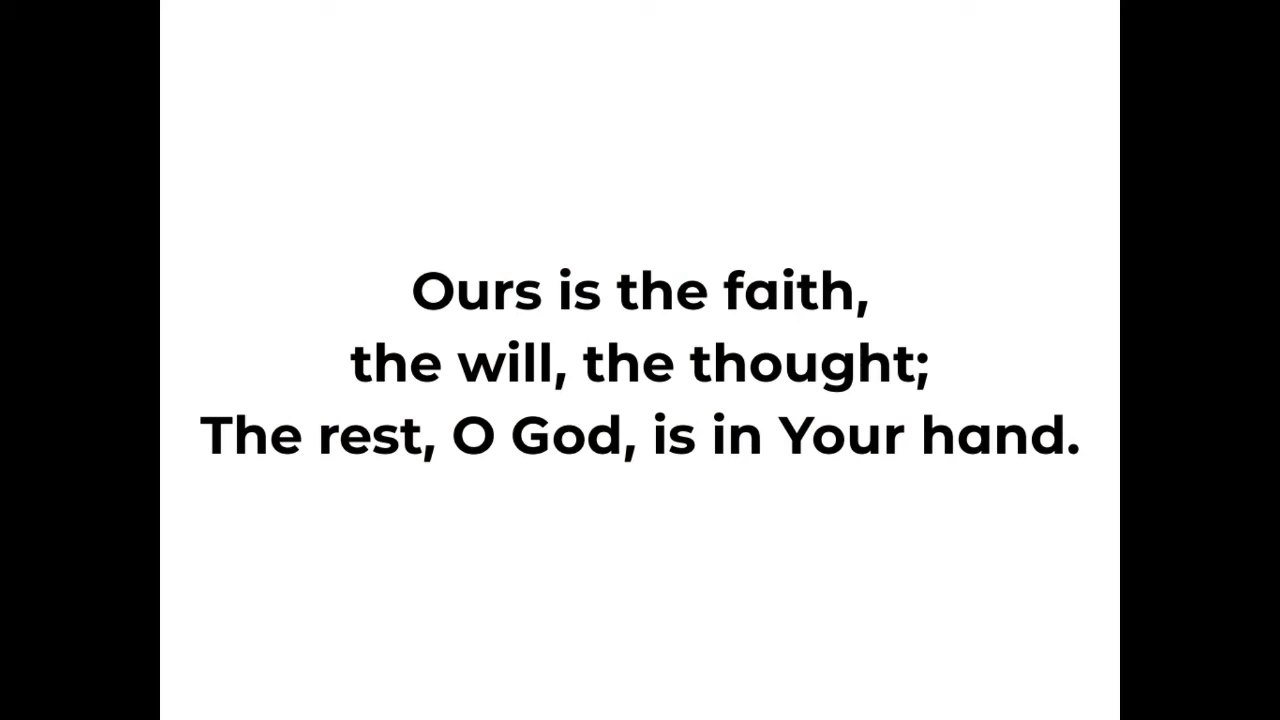 Ours is the faith,
the will, the thought;
The rest, O God, is in Your hand.